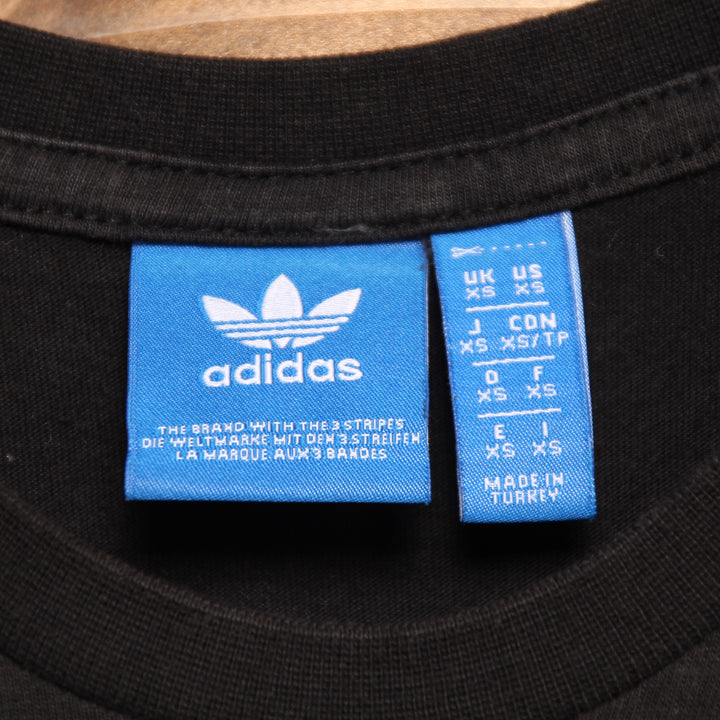 adidas
THE BRAND WITH THE 3 STRIPES
DIE WELTMARKE MIT DEN 3 STREIFEN
LA MARQUE AUX 3 BANDES
UK US
XS XS
J CDN
XS XS/TP
D F
XS XS
E I
XS XS
MADE IN
TURKEY